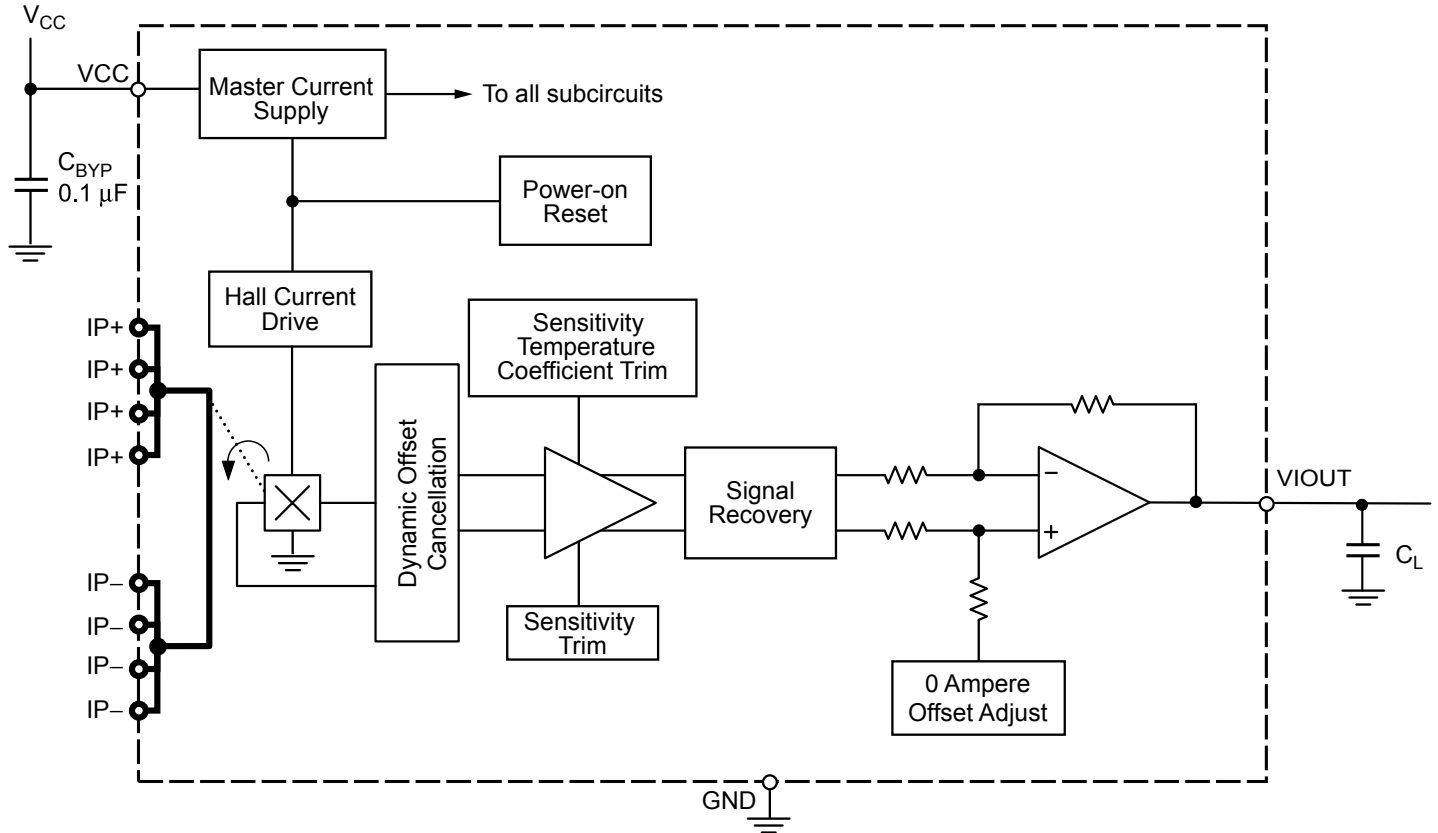 VCC
VCC
Master Current
Supply
To all subcircuits
CBYP
0.1 μF
Power-on
Reset
Hall Current
Drive
Sensitivity
Temperature
Coefficient Trim
IP+
IP+
IP+
IP+
Dynamic Offset
Cancellation
Signal
Recovery
−
+
VIOUT
CL
IP−
IP−
IP−
IP−
Sensitivity
Trim
0 Ampere
Offset Adjust
GND